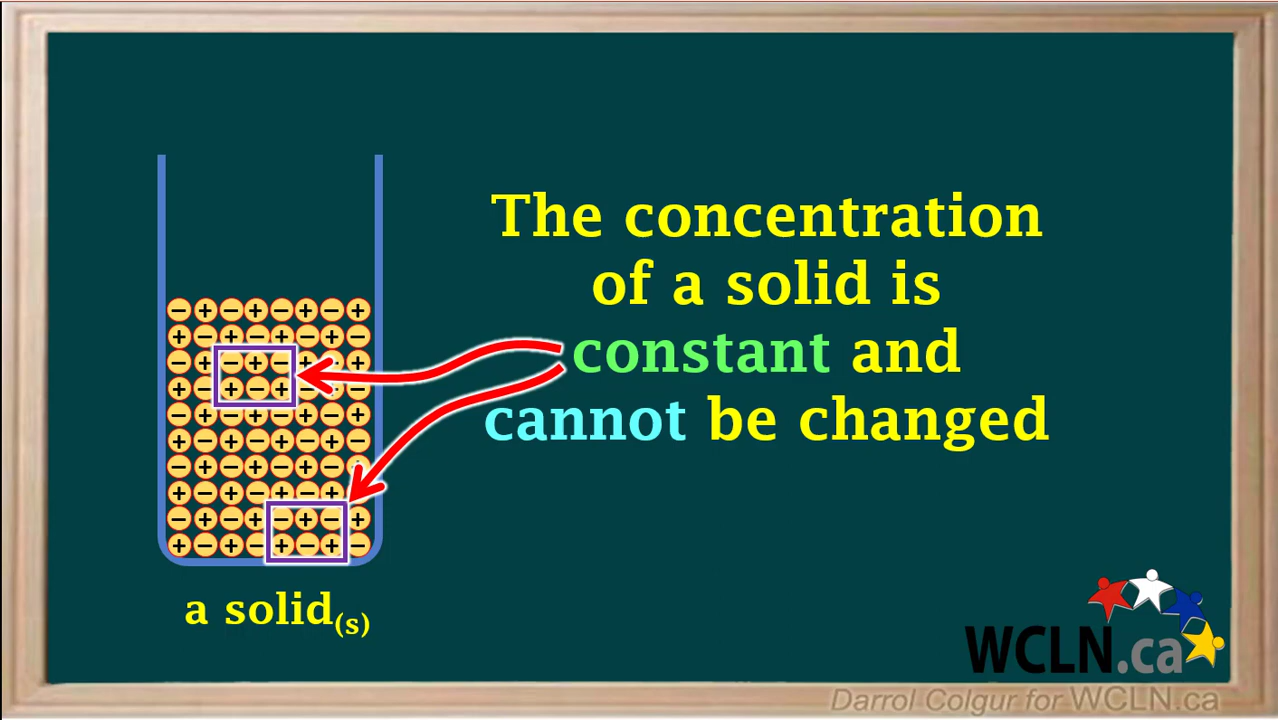 The concentration
of a solid is
constant and
cannot be changed
− + − + − + − +
+ − + − + − + −
− + − + − + − +
+ − + − + − + −
− + − + − + − +
+ − + − + − + −
− + − + − + − +
+ − + − + − +
− + − + − + − +
+ − + − + − + −
a solid(s)
WCLN.ca
Darrol Colgur for WCLN.ca